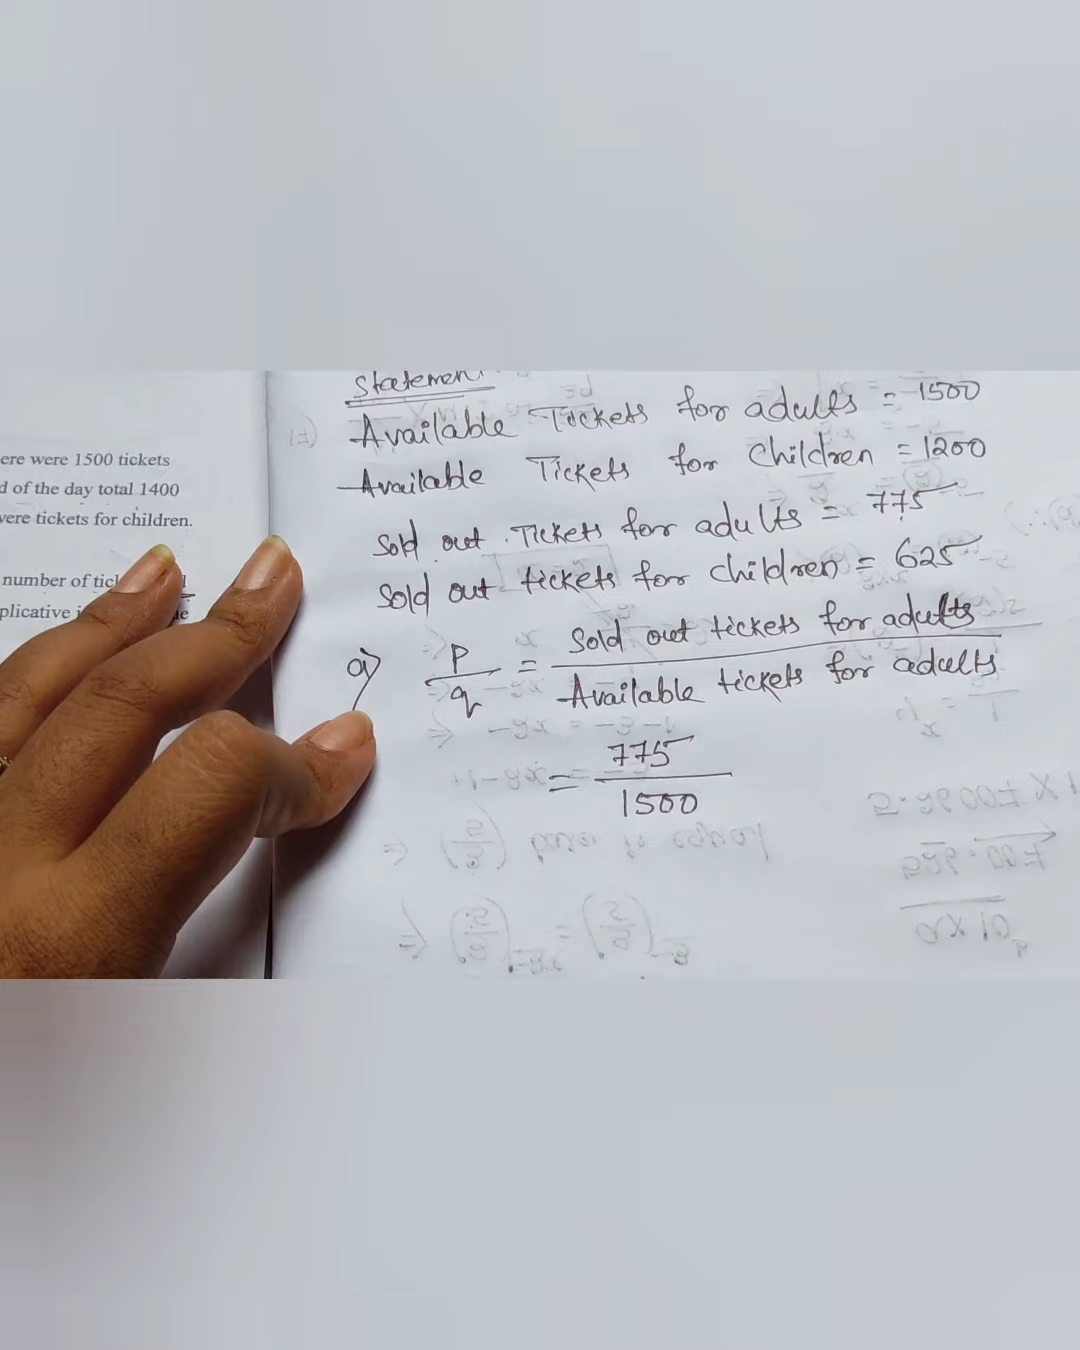 ere were 1500 tickets
d of the day total 1400
were tickets for children.
number of
plicative
Statement
Available Tickets for adults = 1500
Available Tickets for Children = 1200
Sold out Tickets for adults = 775
Sold out tickets for children = 625
a) p/q = Sold out tickets for adults / Available tickets for adults
= 775 / 1500